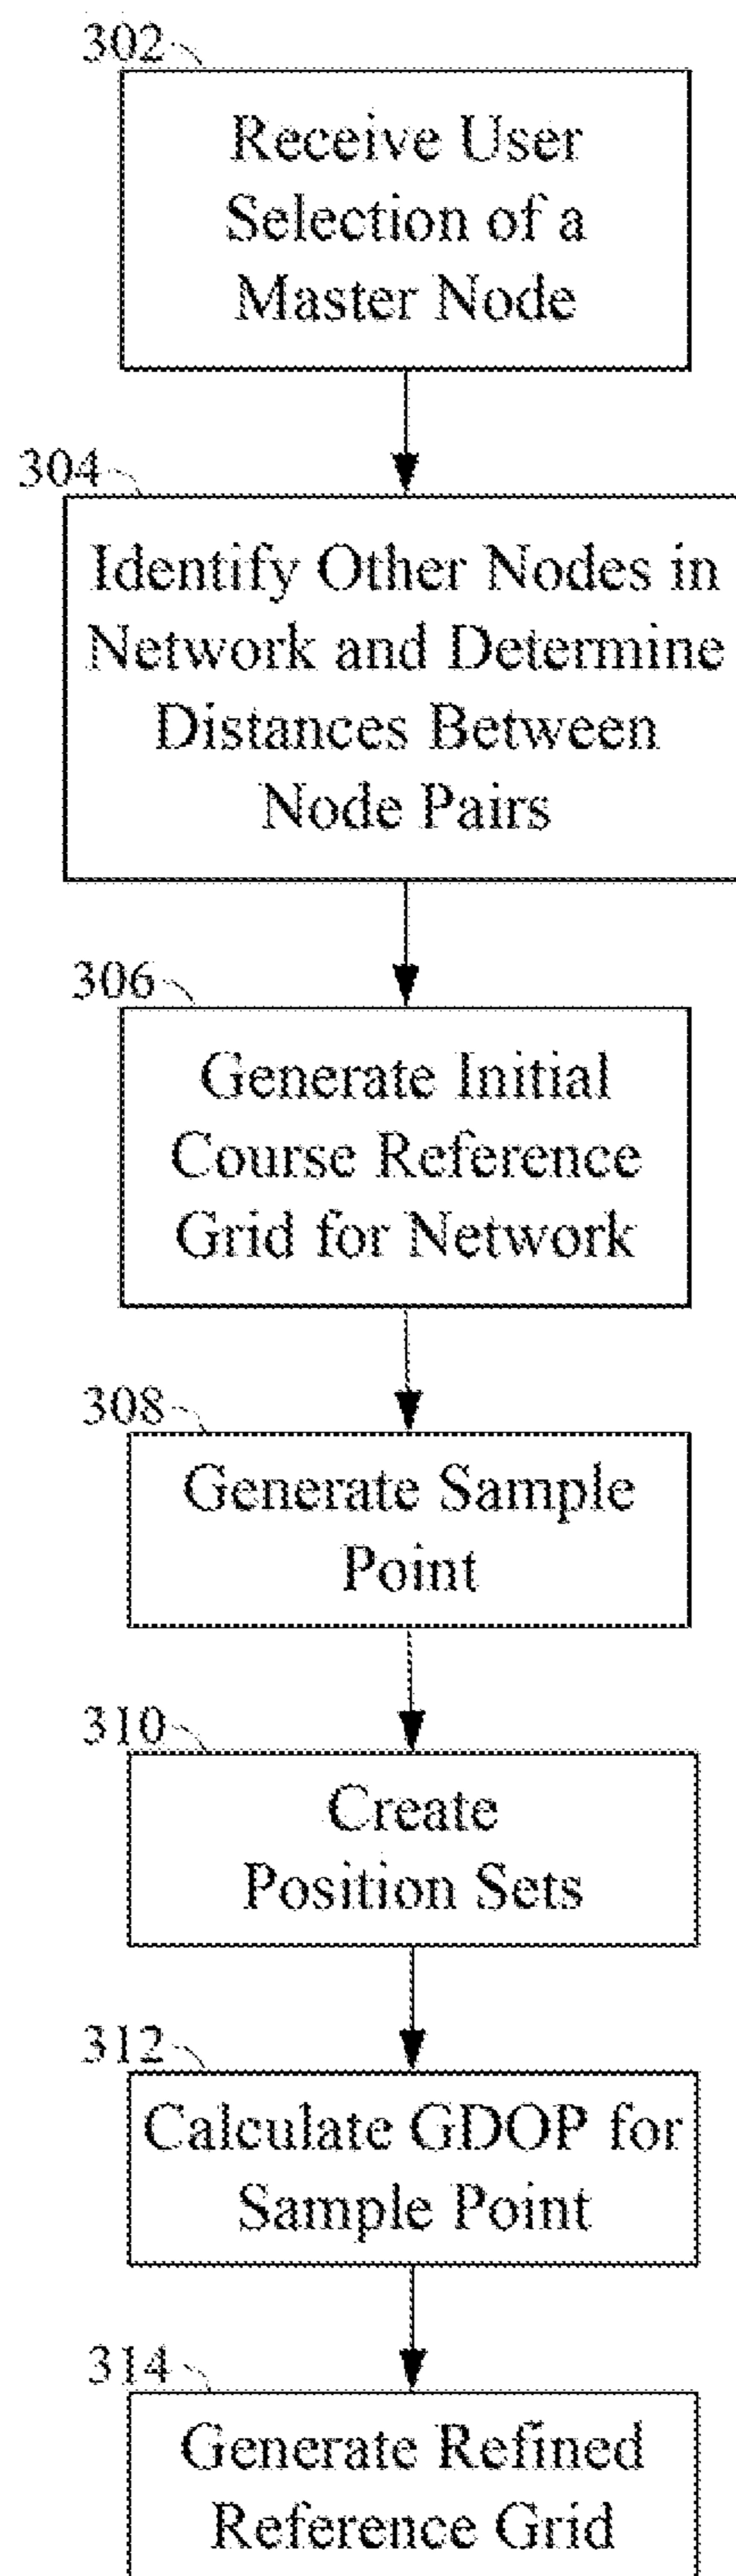 302
Receive User
Selection of a
Master Node
304
Identify Other Nodes in
Network and Determine
Distances Between
Node Pairs
306
Generate Initial
Course Reference
Grid for Network
308
Generate Sample
Point
310
Create
Position Sets
312
Calculate GDOP for
Sample Point
314
Generate Refined
Reference Grid